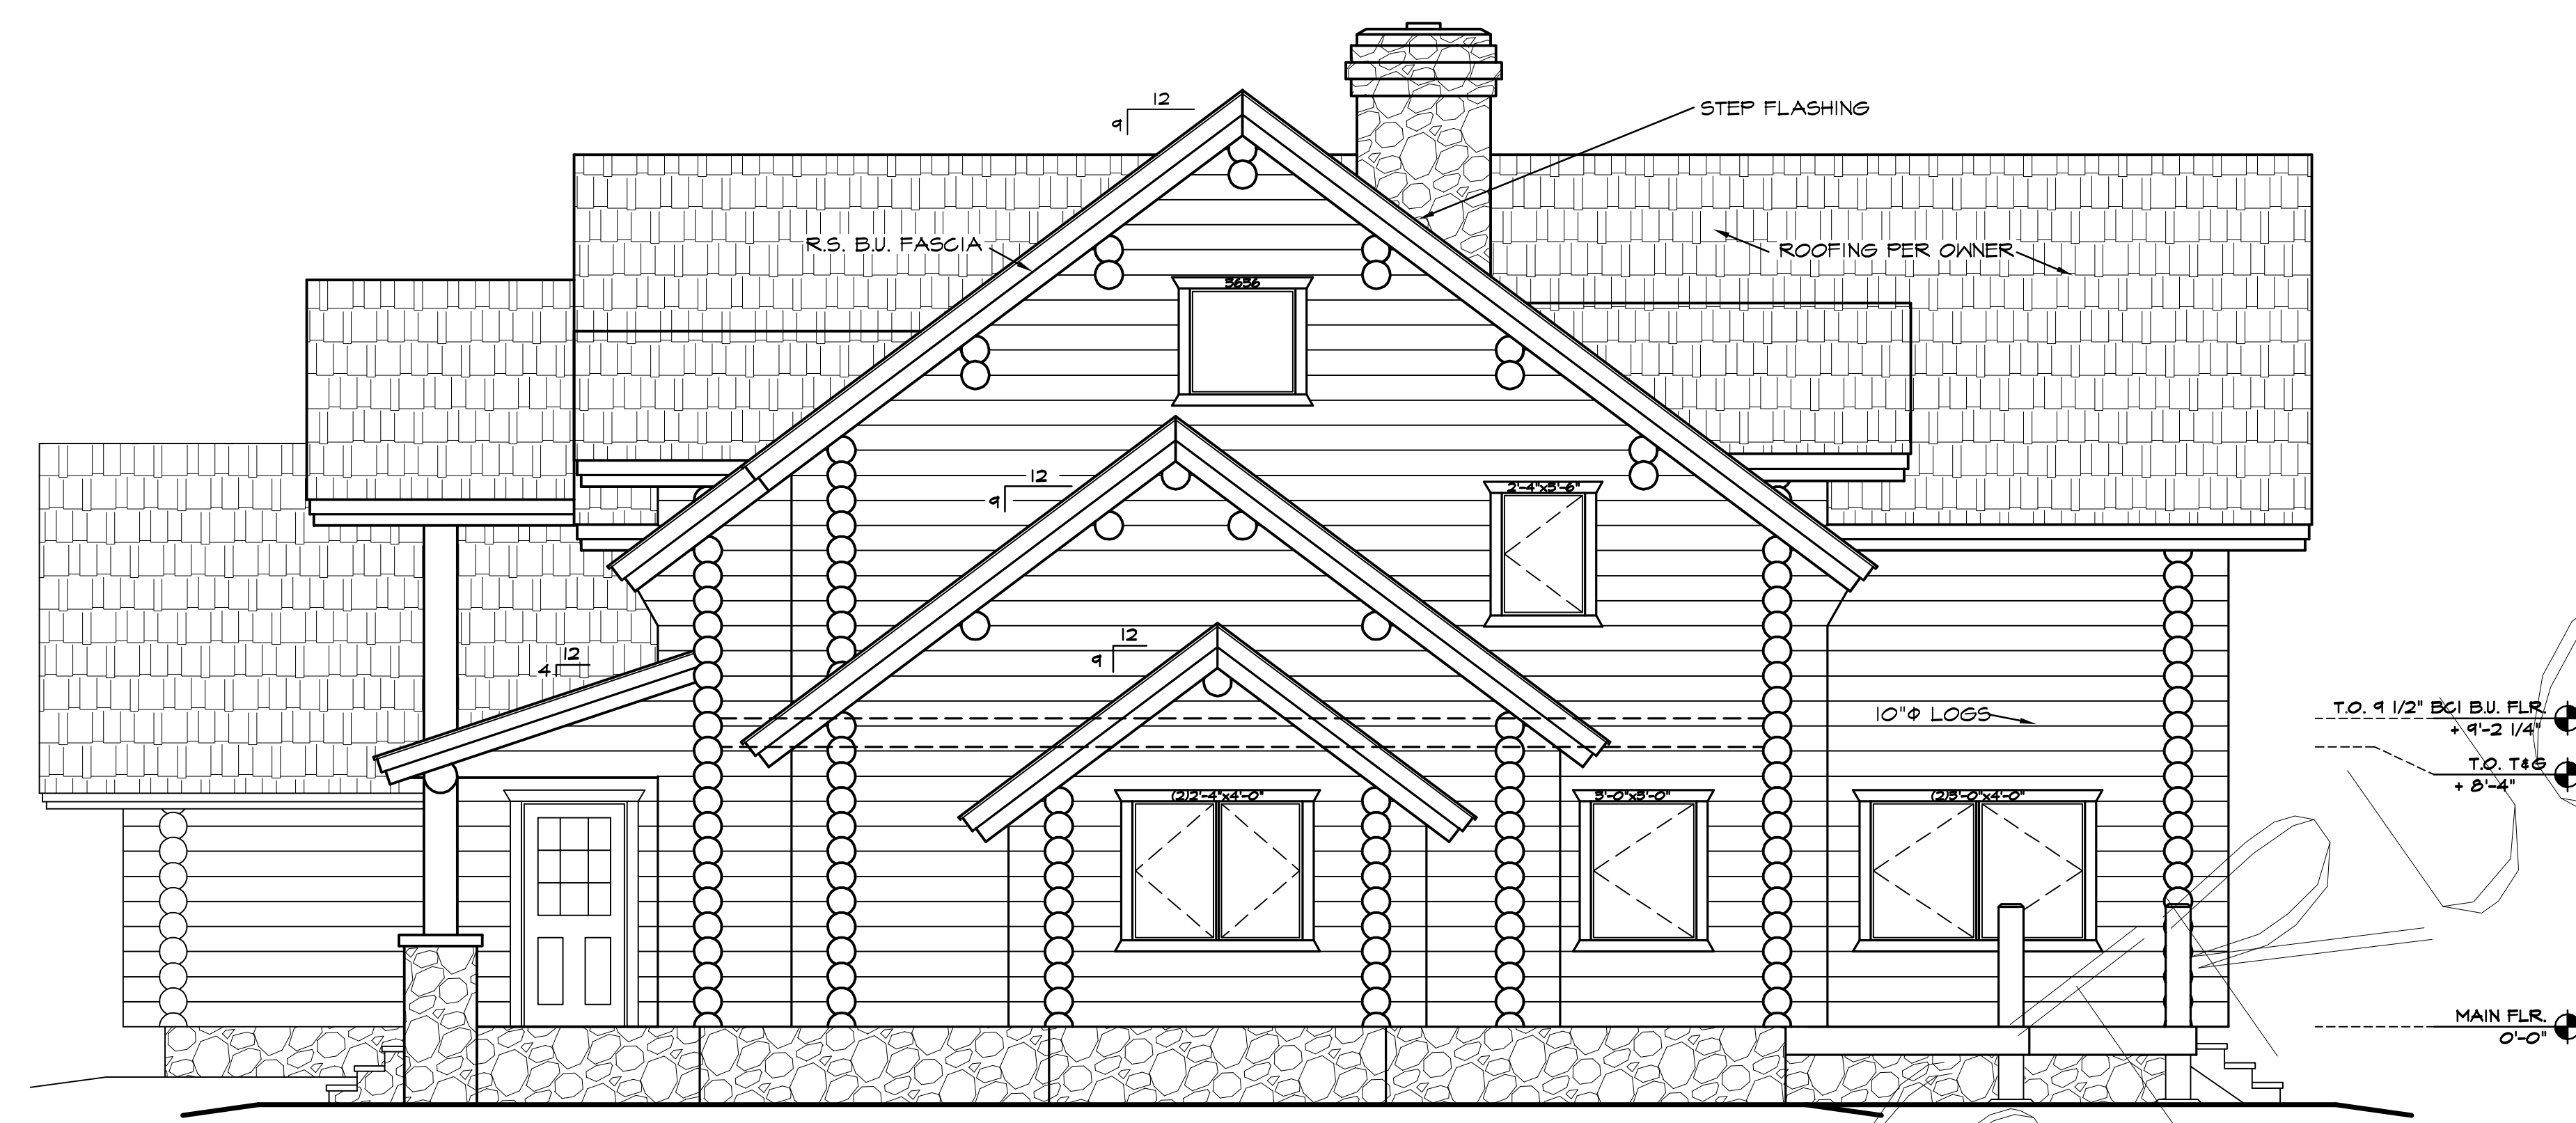 12
9
STEP FLASHING
R.S. B.U. FASCIA
ROOFING PER OWNER
3636
12
9
2'-4"x3'-6"
12
9
12
4
10"Φ LOGS
T.O. 9 1/2" BCI B.U. FLR.
+ 9'-2 1/4"
T.O. T&G
+ 8'-4"
(2)2'-4"x4'-0"
3'-0"x3'-0"
(2)3'-0"x4'-0"
MAIN FLR.
0'-0"